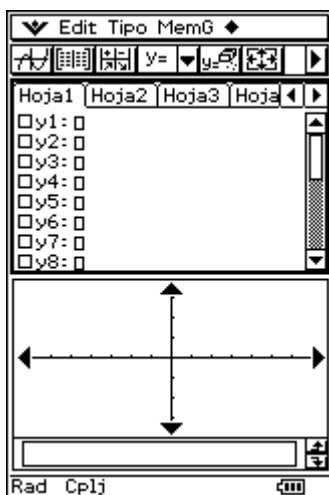 Edit Tipo MemG
y= y=
Hoja1 Hoja2 Hoja3 Hoja
y1:
y2:
y3:
y4:
y5:
y6:
y7:
y8:
Rad Cplj